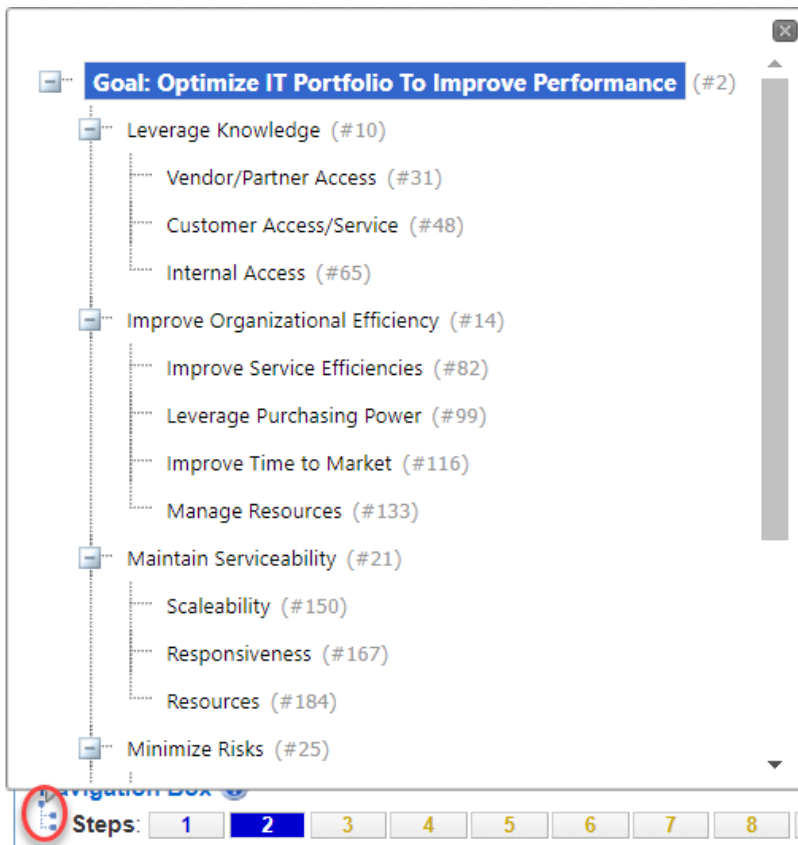 Goal: Optimize IT Portfolio To Improve Performance (#2)
Leverage Knowledge (#10)
Vendor/Partner Access (#31)
Customer Access/Service (#48)
Internal Access (#65)
Improve Organizational Efficiency (#14)
Improve Service Efficiencies (#82)
Leverage Purchasing Power (#99)
Improve Time to Market (#116)
Manage Resources (#133)
Maintain Serviceability (#21)
Scaleability (#150)
Responsiveness (#167)
Resources (#184)
Minimize Risks (#25)
Navigation Box
Steps: 1 2 3 4 5 6 7 8